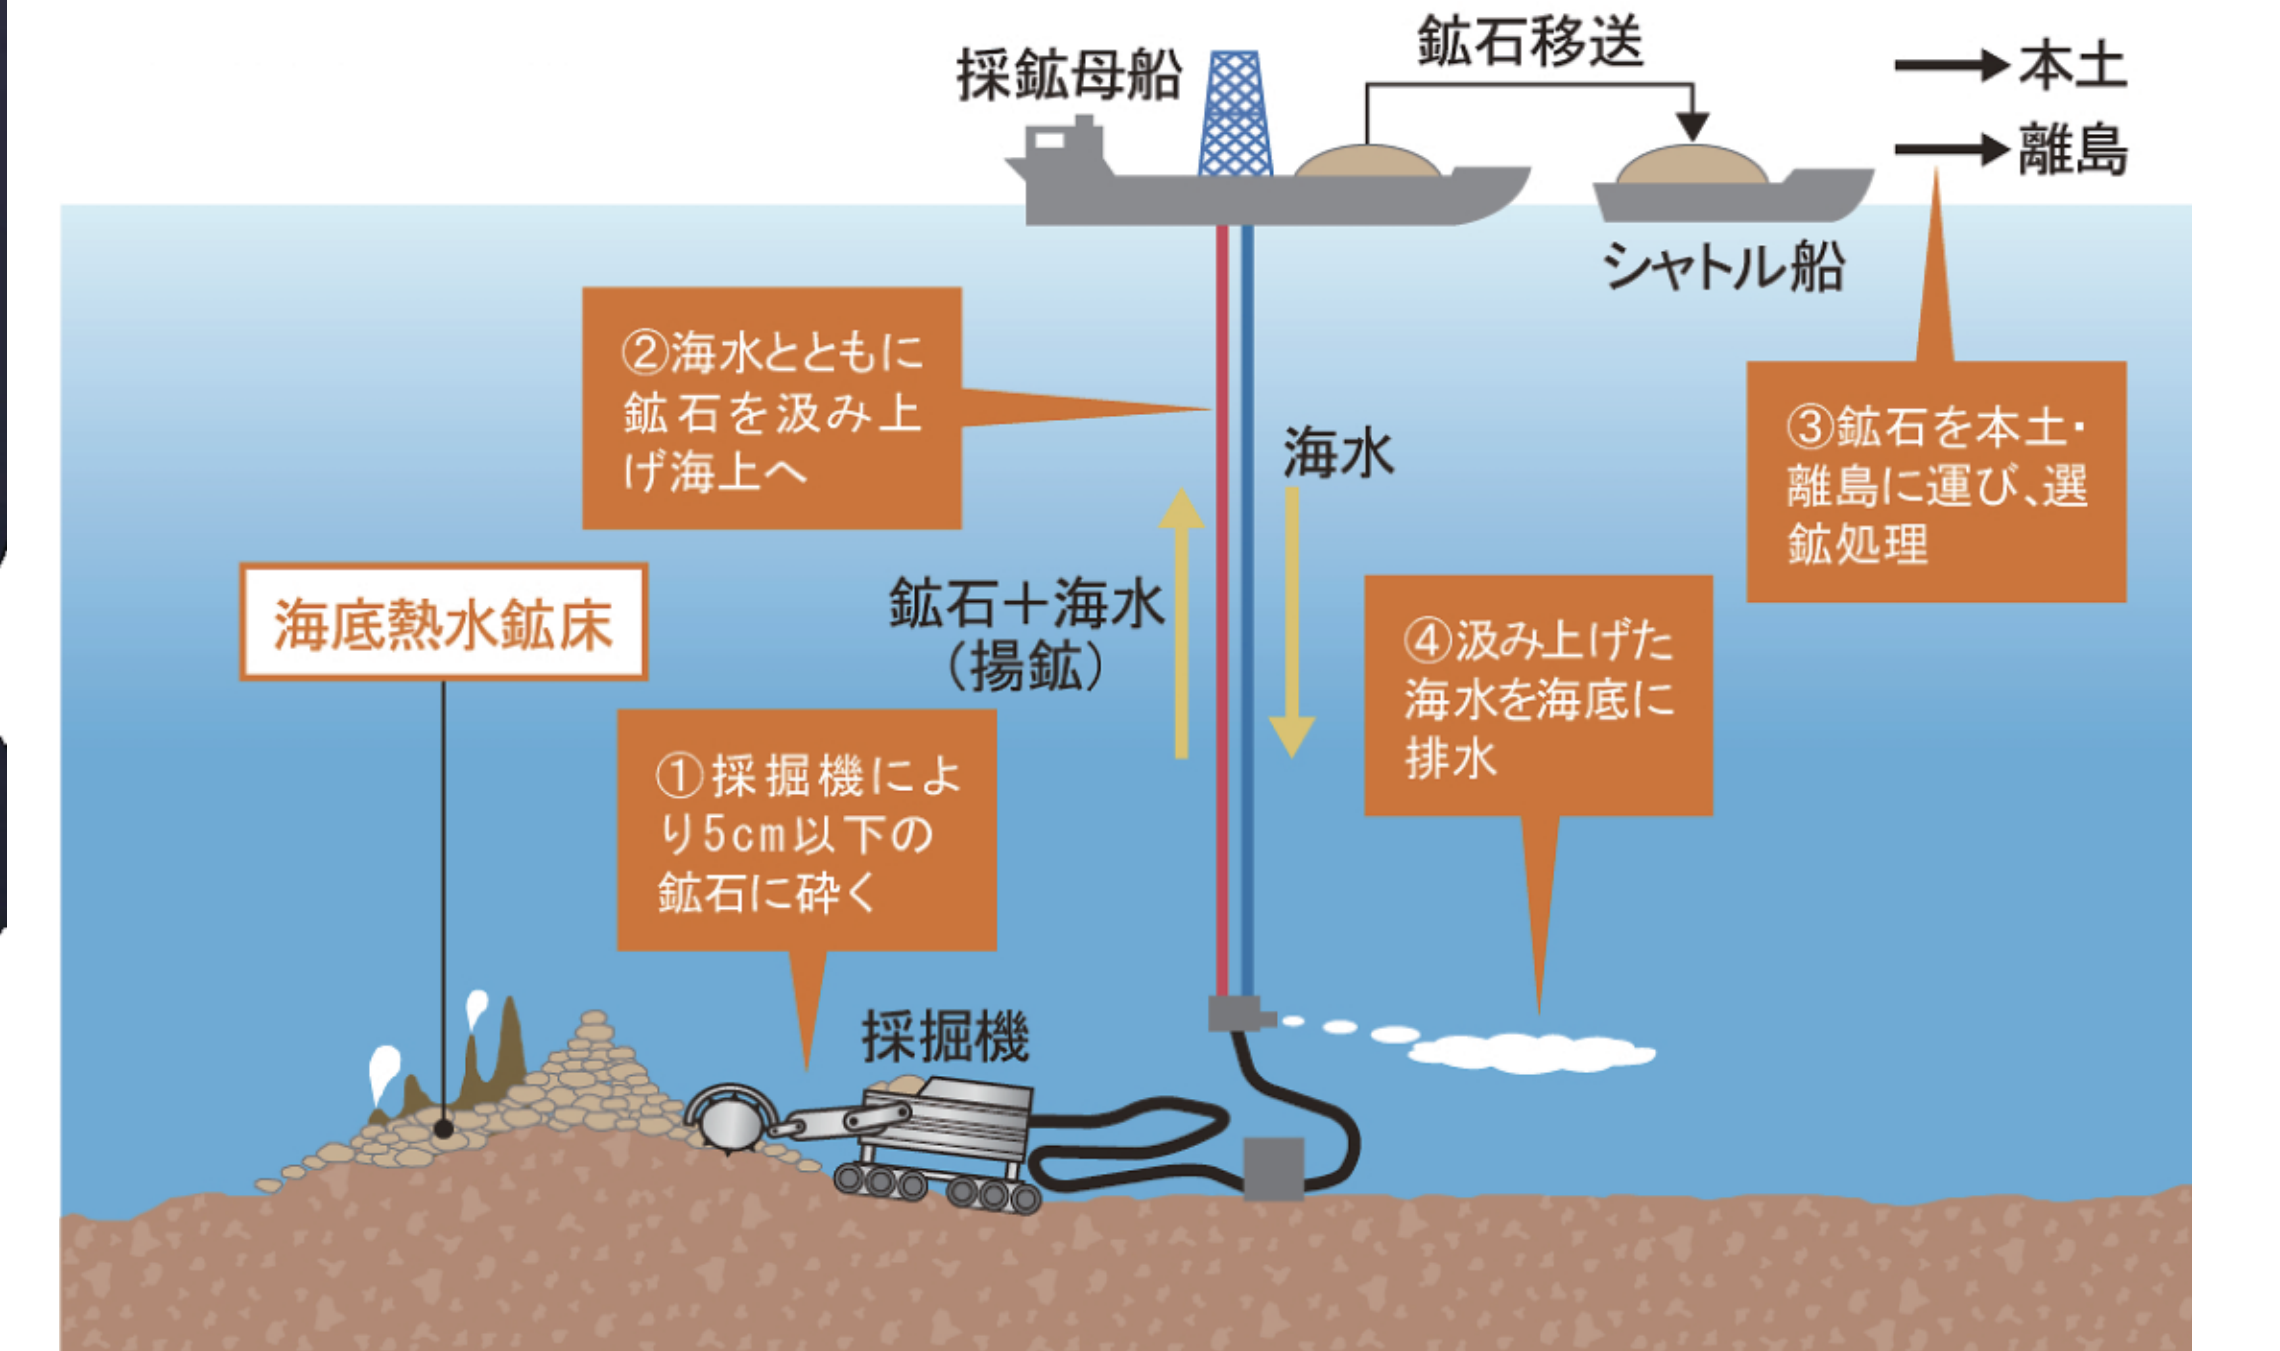 採鉱母船
鉱石移送
→本土
→離島
シャトル船
②海水とともに
鉱石を汲み上
げ海上へ
海水
③鉱石を本土・
離島に運び、選
鉱処理
海底熱水鉱床
鉱石＋海水
（揚鉱）
④汲み上げた
海水を海底に
排水
①採掘機によ
り5cm以下の
鉱石に砕く
採掘機